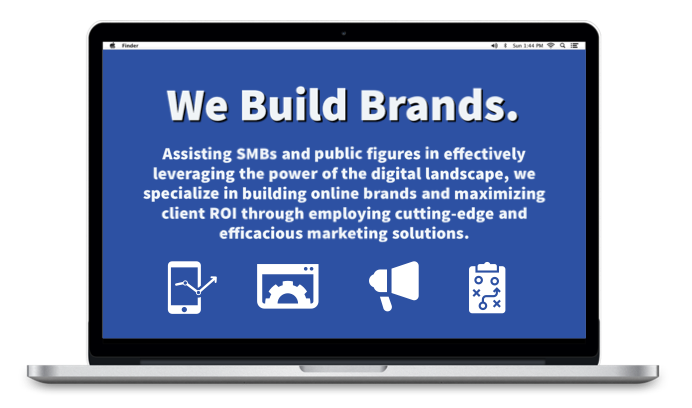 Finder
Sun 1:44 PM
We Build Brands.
Assisting SMBs and public figures in effectively
leveraging the power of the digital landscape, we
specialize in building online brands and maximizing
client ROI through employing cutting-edge and
efficacious marketing solutions.